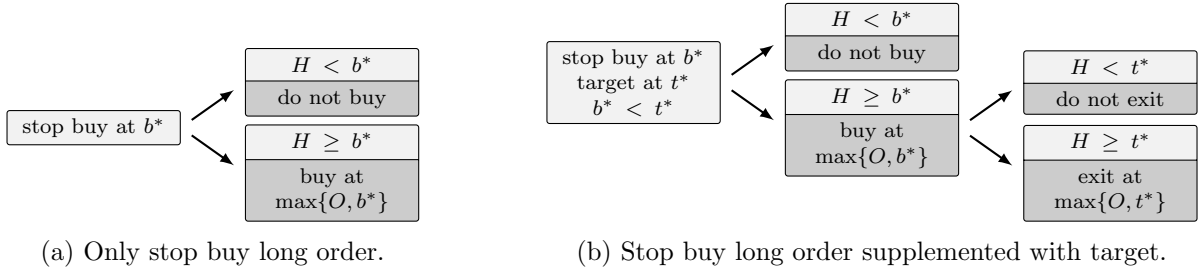 stop buy at b*
H < b*
do not buy
H ≥ b*
buy at
max{O, b*}
(a) Only stop buy long order.
stop buy at b*
target at t*
b* < t*
H < b*
do not buy
H ≥ b*
buy at
max{O, b*}
H < t*
do not exit
H ≥ t*
exit at
max{O, t*}
(b) Stop buy long order supplemented with target.